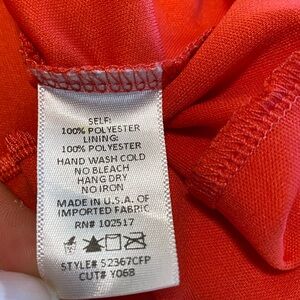 SELF:
100% POLYESTER
LINING:
100% POLYESTER
HAND WASH COLD
NO BLEACH
HANG DRY
NO IRON
MADE IN U.S.A. OF
IMPORTED FABRIC
RN# 102517
STYLE# 52367CFP
CUT# Y068